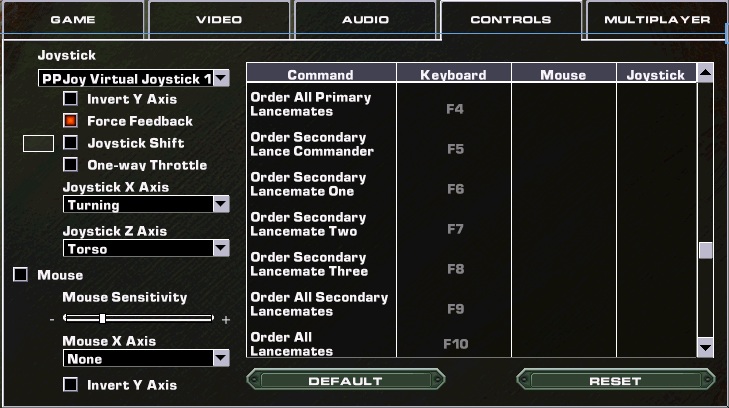 GAME VIDEO AUDIO CONTROLS MULTIPLAYER
Joystick
PPJoy Virtual Joystick 1
Invert Y Axis
Force Feedback
Joystick Shift
One-way Throttle
Joystick X Axis
Turning
Joystick Z Axis
Torso
Mouse
Mouse Sensitivity
- +
Mouse X Axis
None
Invert Y Axis
Command Keyboard Mouse Joystick
Order All Primary
Lancemates F4
Order Secondary
Lance Commander F5
Order Secondary
Lancemate One F6
Order Secondary
Lancemate Two F7
Order Secondary
Lancemate Three F8
Order All Secondary
Lancemates F9
Order All
Lancemates F10
DEFAULT RESET